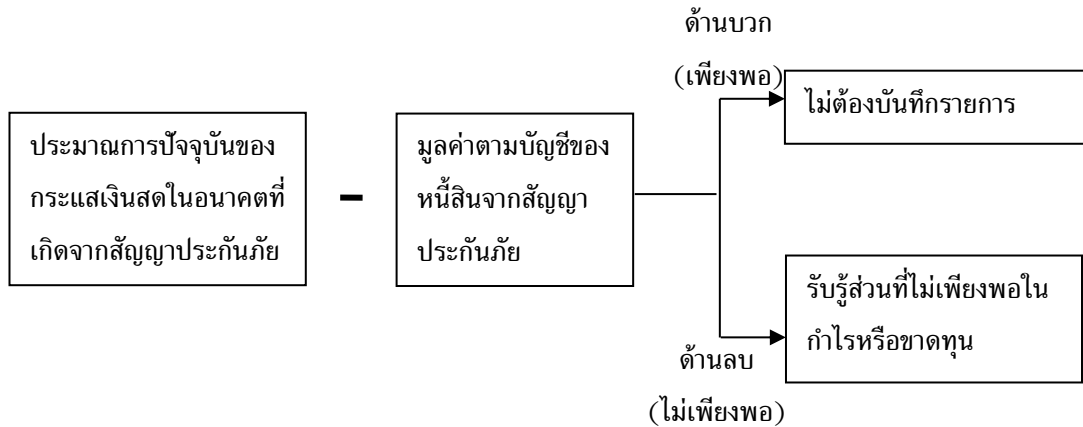 ด้านบวก
(เพียงพอ)
ไม่ต้องบันทึกรายการ
ประมาณการปัจจุบันของ
กระแสเงินสดในอนาคตที่
เกิดจากสัญญาประกันภัย
–
มูลค่าตามบัญชีของ
หนี้สินจากสัญญา
ประกันภัย
รับรู้ส่วนที่ไม่เพียงพอใน
กำไรหรือขาดทุน
ด้านลบ
(ไม่เพียงพอ)